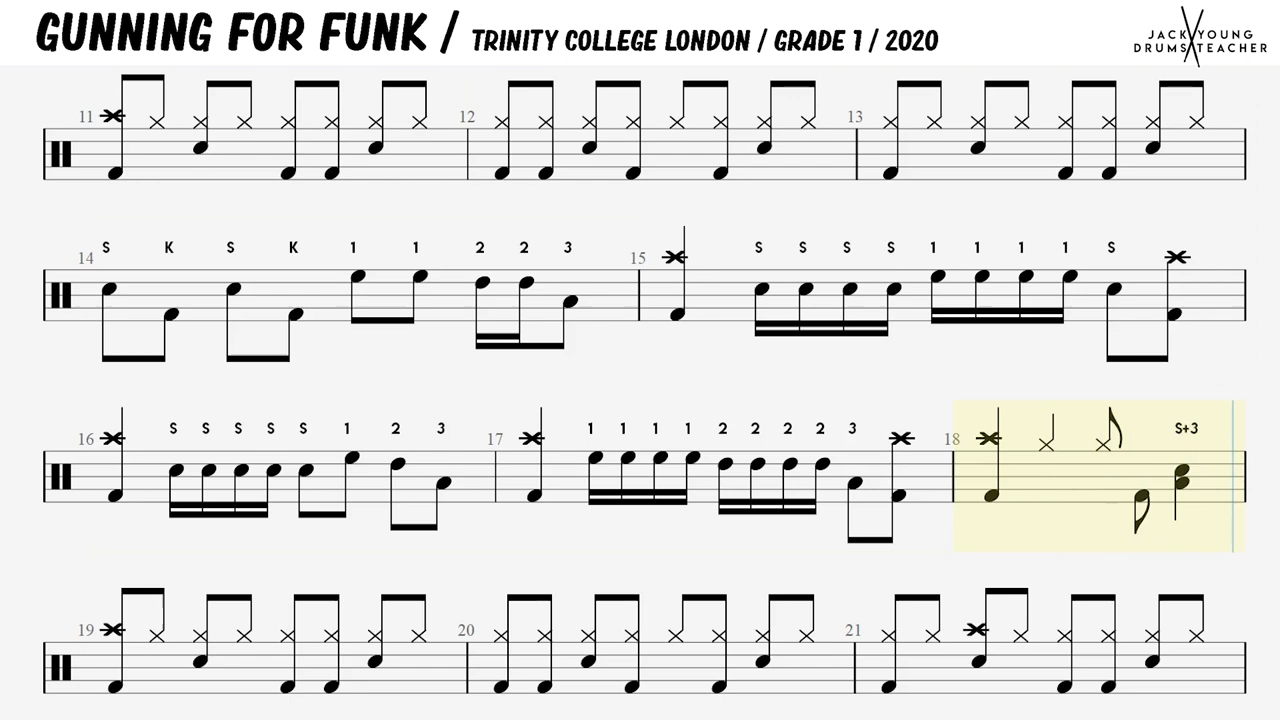 GUNNING FOR FUNK / TRINITY COLLEGE LONDON / GRADE 1 / 2020
JACK YOUNG
DRUMS TEACHER
11 12 13
S K S K 1 1 2 2 3 S S S S 1 1 1 1 S
14 15
S S S S S 1 2 3 1 1 1 1 2 2 2 2 3 S+3
16 17 18
19 20 21